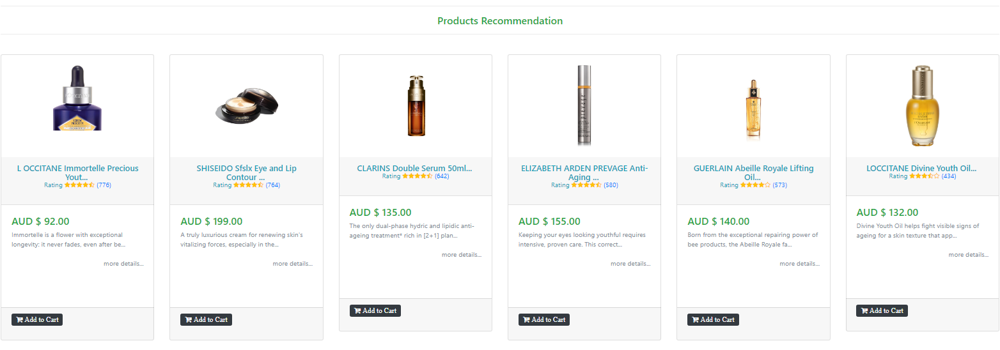 Products Recommendation
L OCCITANE Immortelle Precious
Yout...
Rating (776)
AUD $ 92.00
Immortelle is a flower with exceptional
longevity: it never fades, even after be...
more details...
Add to Cart
SHISEIDO Sfslx Eye and Lip
Contour ...
Rating (764)
AUD $ 199.00
A truly luxurious cream for renewing skin's
vitalizing forces, especially in the...
more details...
Add to Cart
CLARINS Double Serum 50ml...
Rating (642)
AUD $ 135.00
The only dual-phase hydric and lipidic anti-
ageing treatment* rich in [2+1] plan...
more details...
Add to Cart
ELIZABETH ARDEN PREVAGE Anti-
Aging ...
Rating (580)
AUD $ 155.00
Keeping your eyes looking youthful requires
intensive, proven care. This correct...
more details...
Add to Cart
GUERLAIN Abeille Royale Lifting
Oil...
Rating (573)
AUD $ 140.00
Born from the exceptional repairing power of
bee products, the Abeille Royale fa...
more details...
Add to Cart
LOCCITANE Divine Youth Oil...
Rating (434)
AUD $ 132.00
Divine Youth Oil helps fight visible signs of
ageing for a skin texture that app...
more details...
Add to Cart